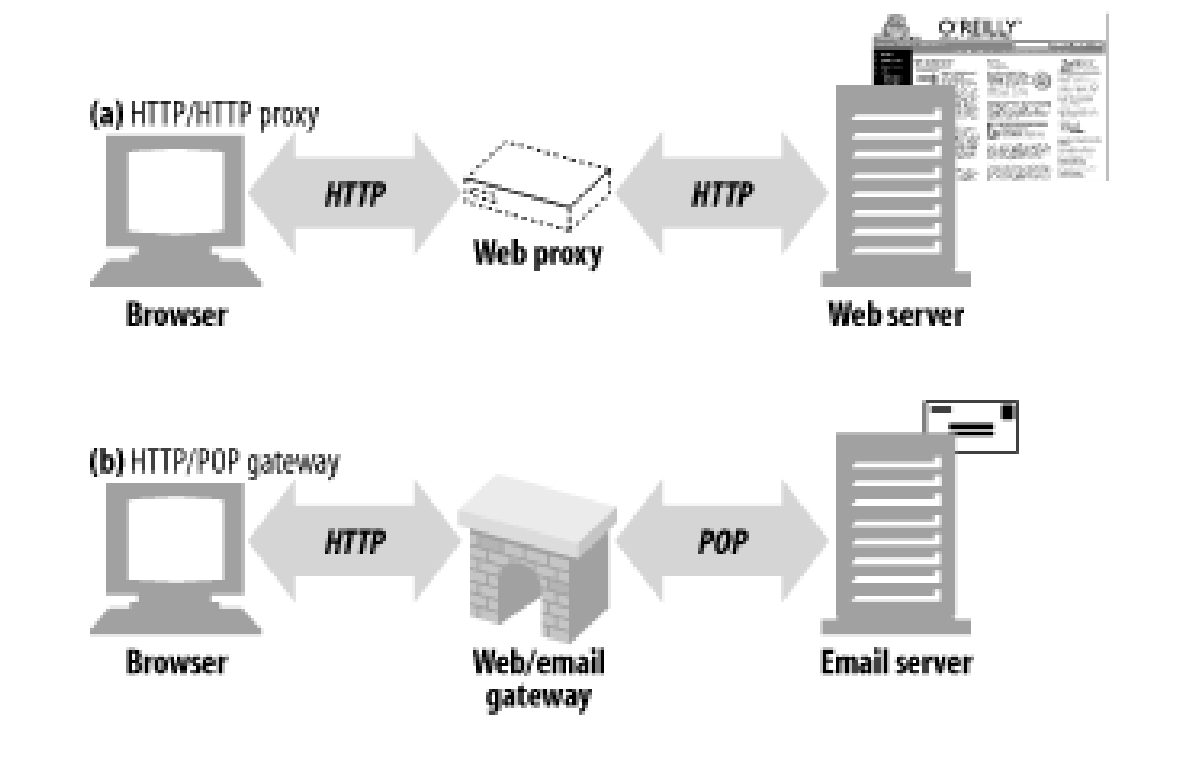 O'REILLY
(a) HTTP/HTTP proxy
HTTP
HTTP
Web proxy
Browser
Web server
(b) HTTP/POP gateway
HTTP
POP
Browser
Web/email
gateway
Email server